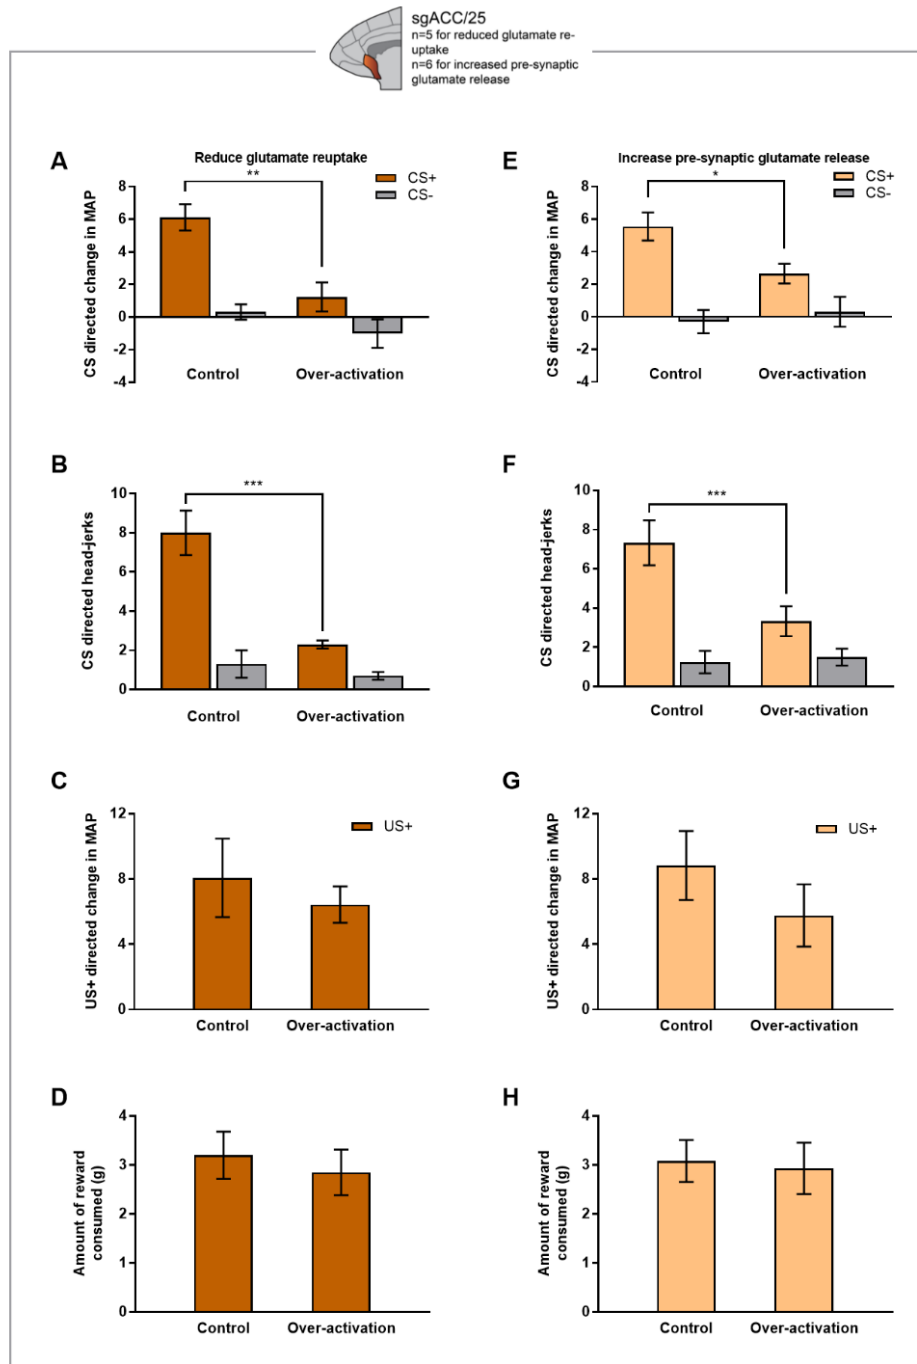 sgACC/25
n=5 for reduced glutamate re-
uptake
n=6 for increased pre-synaptic
glutamate release
A
Reduce glutamate reuptake
**
CS+
CS-
CS directed change in MAP
8
6
4
2
0
-2
-4
Control
Over-activation
E
Increase pre-synaptic glutamate release
*
CS+
CS-
CS directed change in MAP
8
6
4
2
0
-2
-4
Control
Over-activation
B
***
CS directed head-jerks
10
8
6
4
2
0
Control
Over-activation
F
***
CS directed head-jerks
10
8
6
4
2
0
Control
Over-activation
C
US+
US+ directed change in MAP
12
8
4
0
Control
Over-activation
G
US+
US+ directed change in MAP
12
8
4
0
Control
Over-activation
D
Amount of reward
consumed (g)
4
3
2
1
0
Control
Over-activation
H
Amount of reward
consumed (g)
4
3
2
1
0
Control
Over-activation